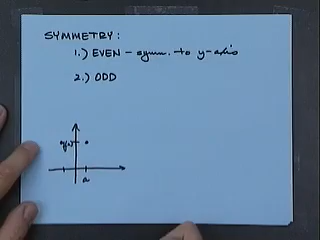 SYMMETRY:
1.) EVEN - symm. to y-axis
2.) ODD
a